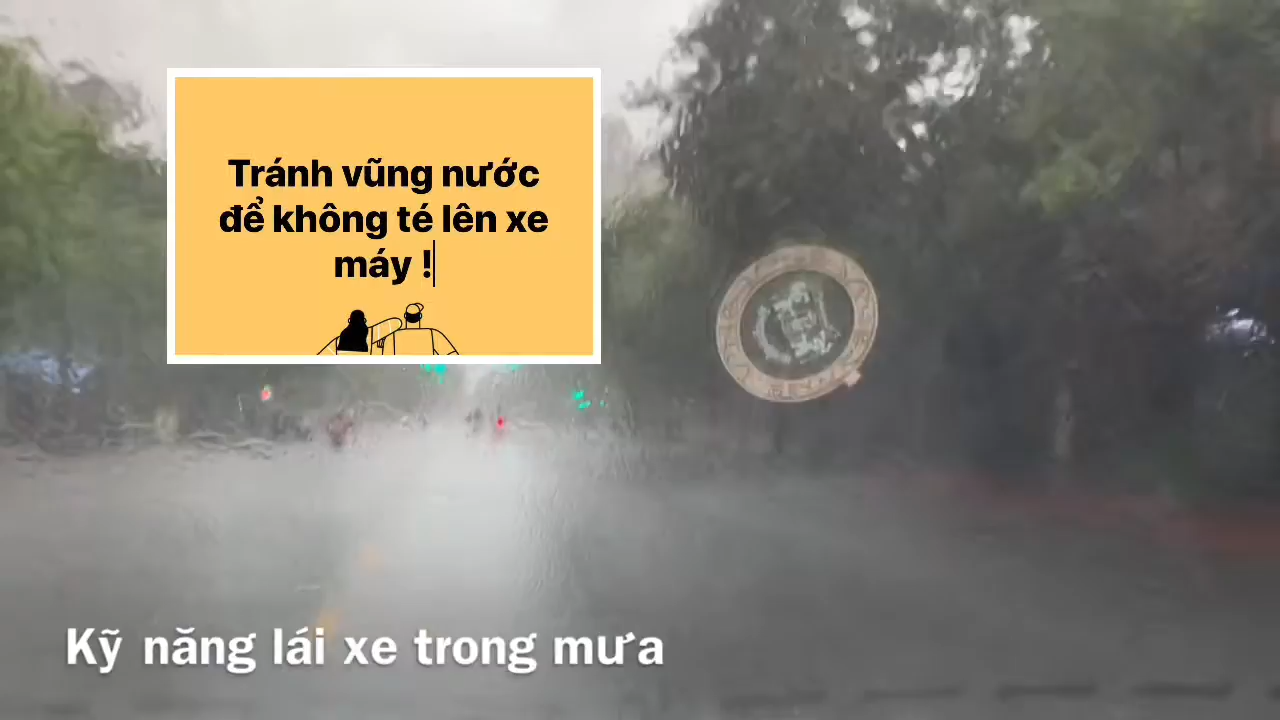 Tránh vũng nước
để không té lên xe
máy !
Kỹ năng lái xe trong mưa